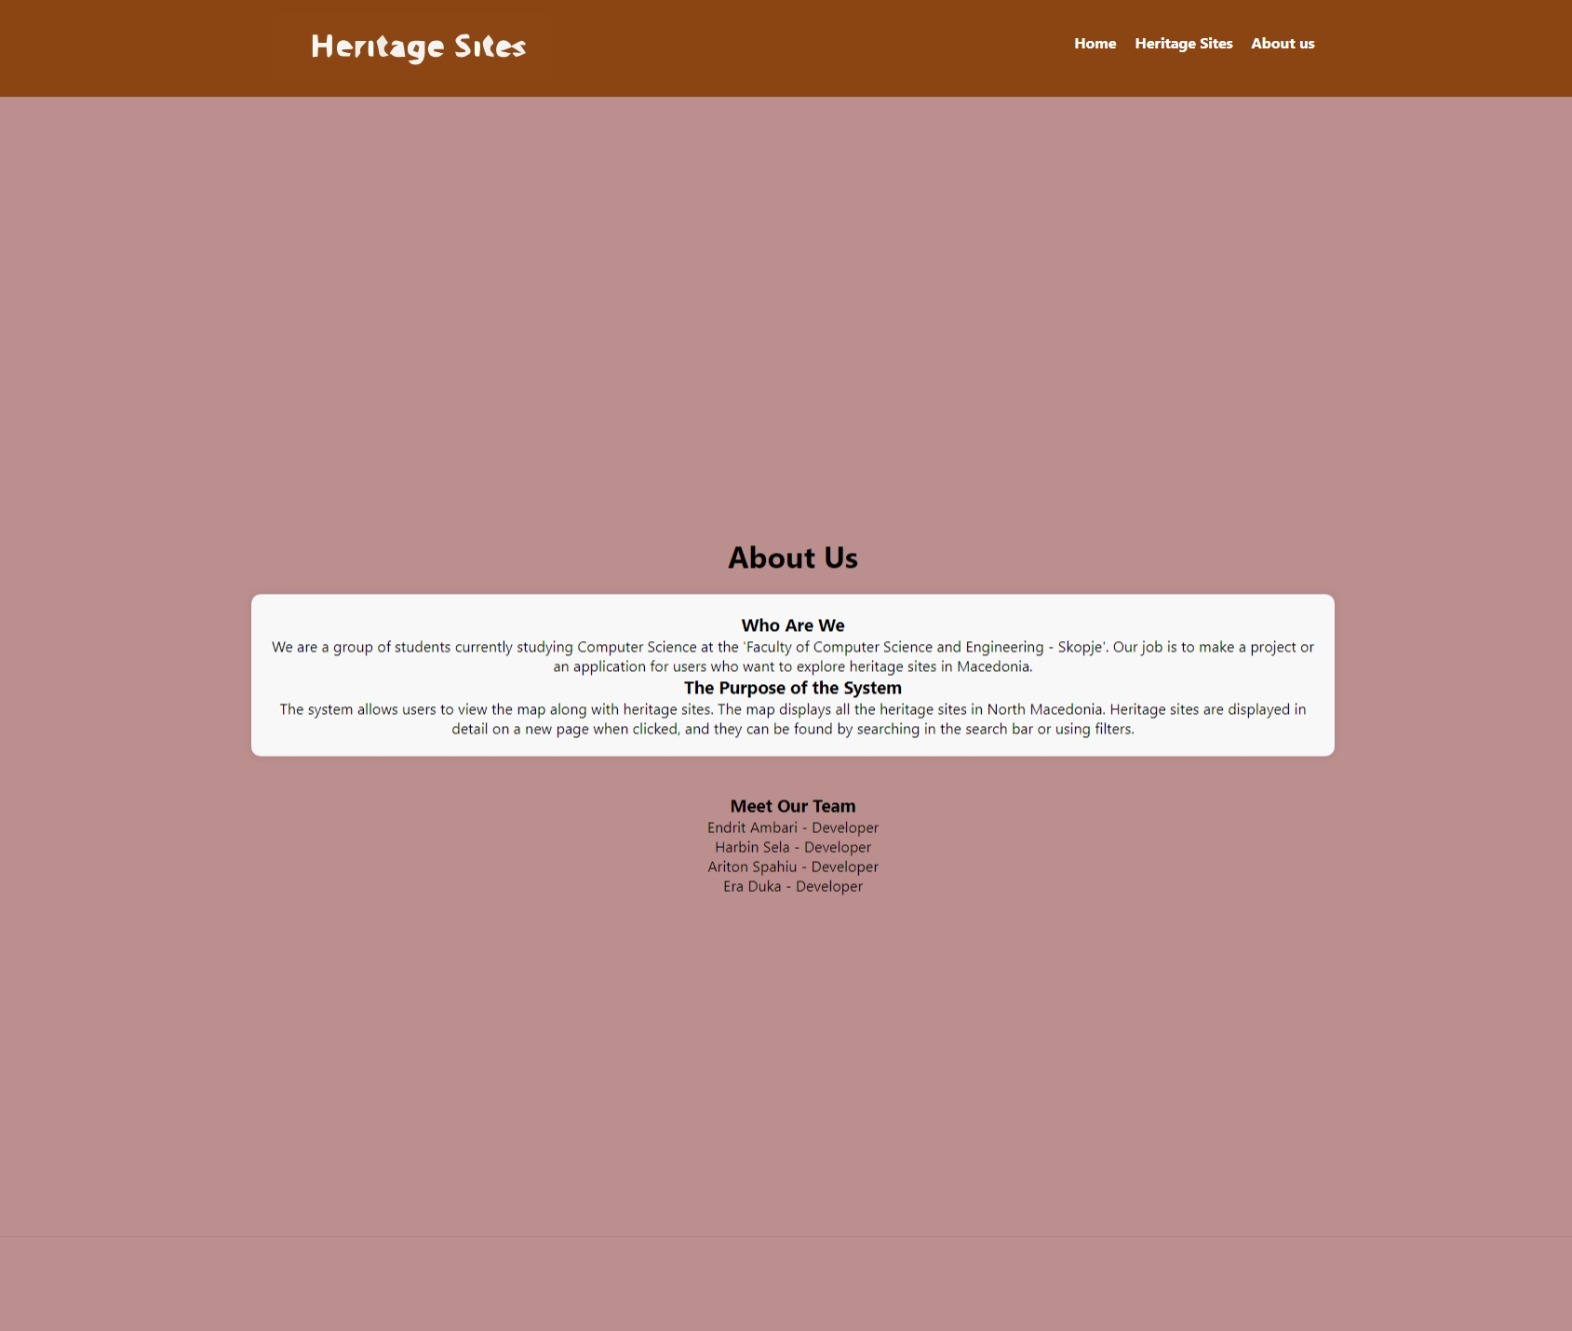 Heritage Sites
Home Heritage Sites About us
About Us
Who Are We
We are a group of students currently studying Computer Science at the 'Faculty of Computer Science and Engineering - Skopje'. Our job is to make a project or
an application for users who want to explore heritage sites in Macedonia.
The Purpose of the System
The system allows users to view the map along with heritage sites. The map displays all the heritage sites in North Macedonia. Heritage sites are displayed in
detail on a new page when clicked, and they can be found by searching in the search bar or using filters.
Meet Our Team
Endrit Ambari - Developer
Harbin Sela - Developer
Ariton Spahiu - Developer
Era Duka - Developer